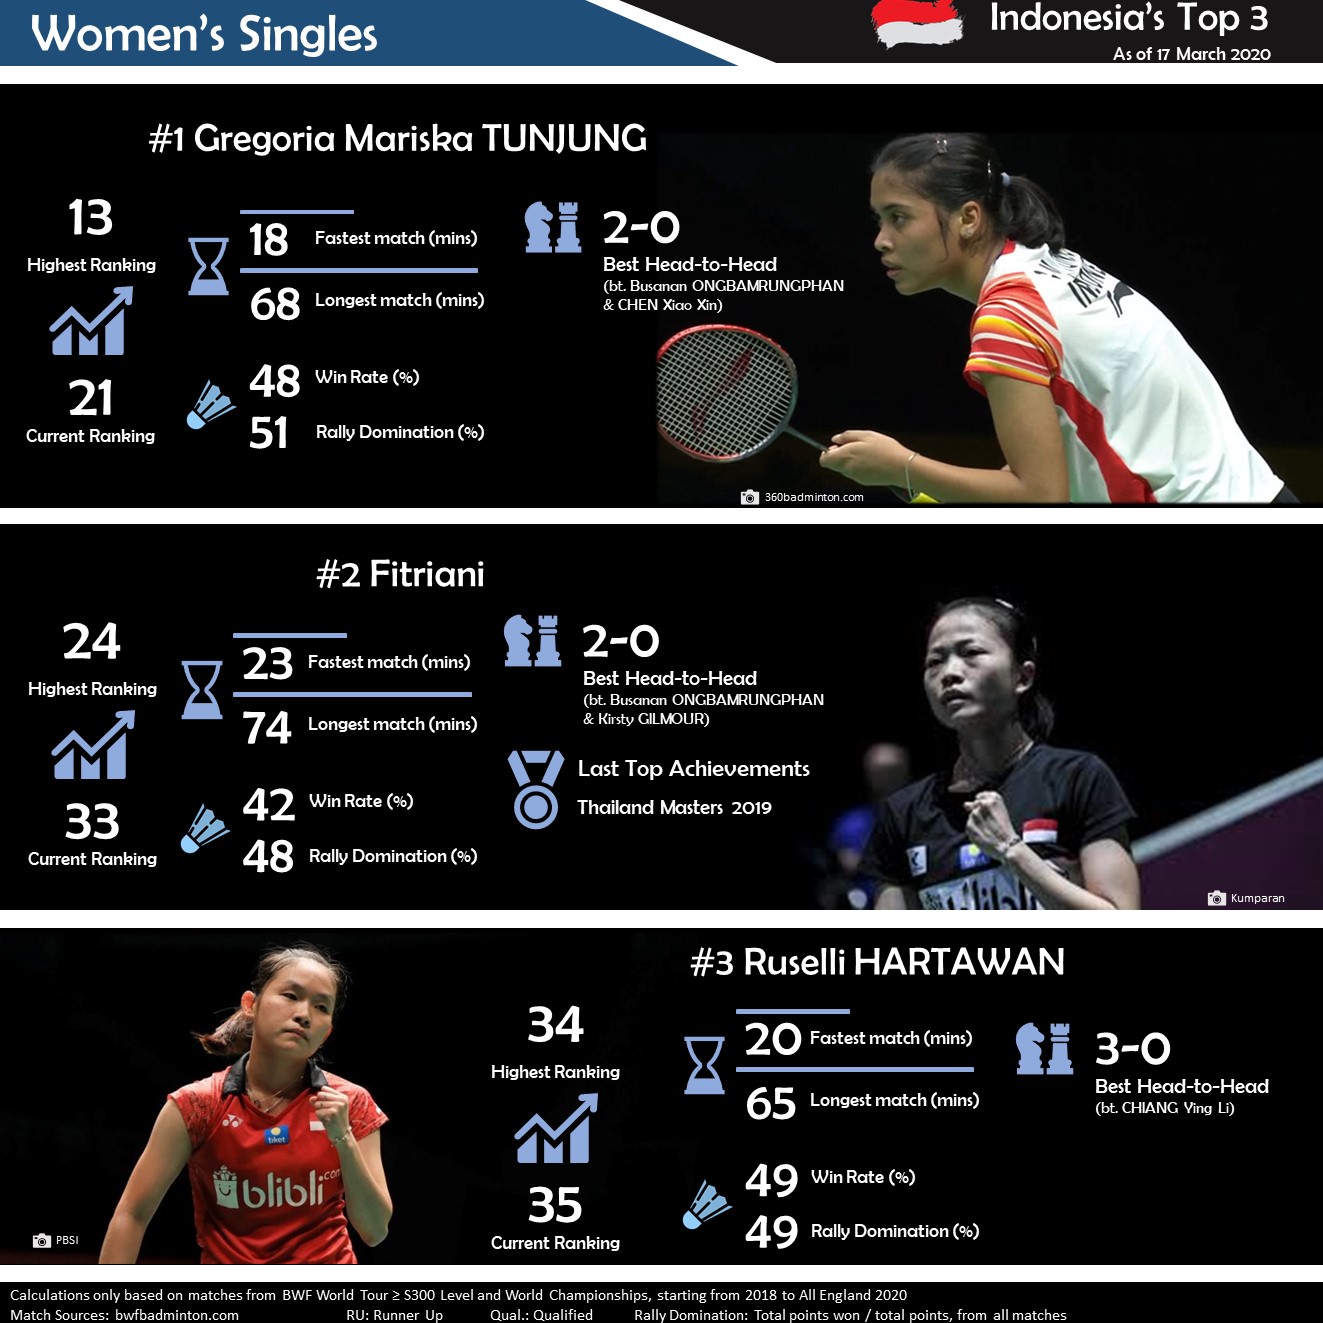 Women's Singles
Indonesia's Top 3
As of 17 March 2020
#1 Gregoria Mariska TUNJUNG
13
Highest Ranking
21
Current Ranking
18 Fastest match (mins)
68 Longest match (mins)
48 Win Rate (%)
51 Rally Domination (%)
2-0
Best Head-to-Head
(bt. Busanan ONGBAMRUNGPHAN
& CHEN Xiao Xin)
360badminton.com
#2 Fitriani
24
Highest Ranking
33
Current Ranking
23 Fastest match (mins)
74 Longest match (mins)
42 Win Rate (%)
48 Rally Domination (%)
2-0
Best Head-to-Head
(bt. Busanan ONGBAMRUNGPHAN
& Kirsty GILMOUR)
Last Top Achievements
Thailand Masters 2019
blibli
Kumparan
#3 Ruselli HARTAWAN
34
Highest Ranking
35
Current Ranking
20 Fastest match (mins)
65 Longest match (mins)
49 Win Rate (%)
49 Rally Domination (%)
3-0
Best Head-to-Head
(bt. CHIANG Ying Li)
tiket
blibli.com
PBSI
Calculations only based on matches from BWF World Tour ≥ S300 Level and World Championships, starting from 2018 to All England 2020
Match Sources: bwfbadminton.com RU: Runner Up Qual.: Qualified Rally Domination: Total points won / total points, from all matches